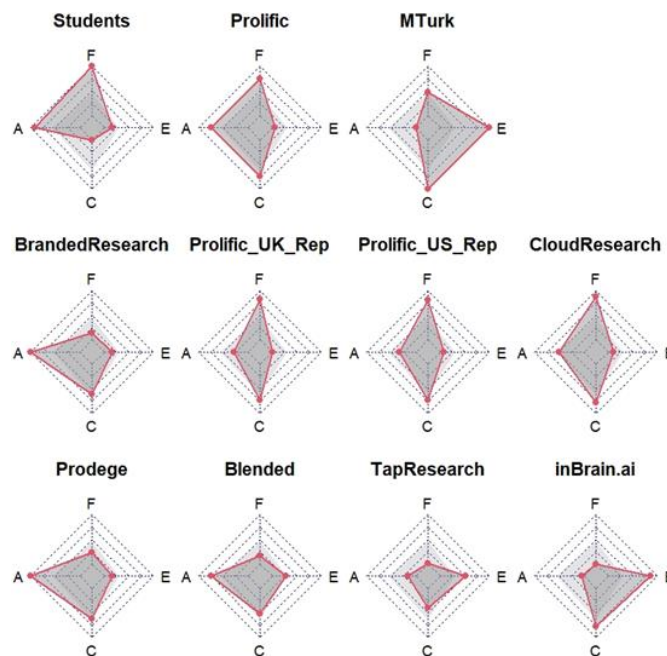 Students Prolific MTurk
F F F
A E A E A E
C C C
BrandedResearch Prolific_UK_Rep Prolific_US_Rep CloudResearch
F F F F
A E A E A E A E
C C C C
Prodege Blended TapResearch inBrain.ai
F F F F
A E A E A E A E
C C C C